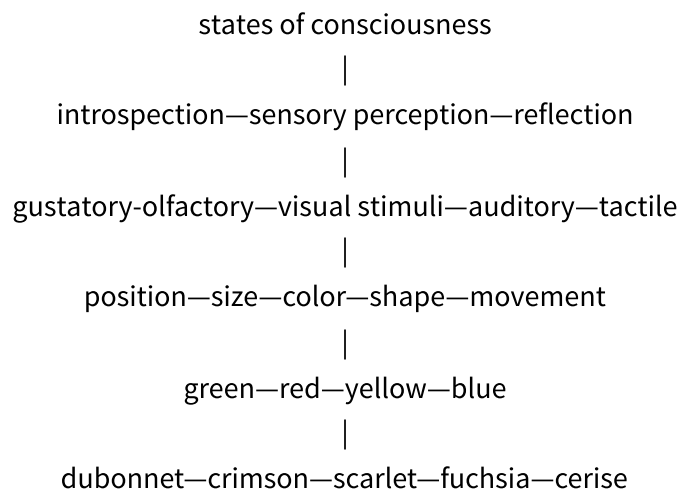 states of consciousness
introspection—sensory perception—reflection
gustatory-olfactory—visual stimuli—auditory—tactile
position—size—color—shape—movement
green—red—yellow—blue
dubonnet—crimson—scarlet—fuchsia—cerise